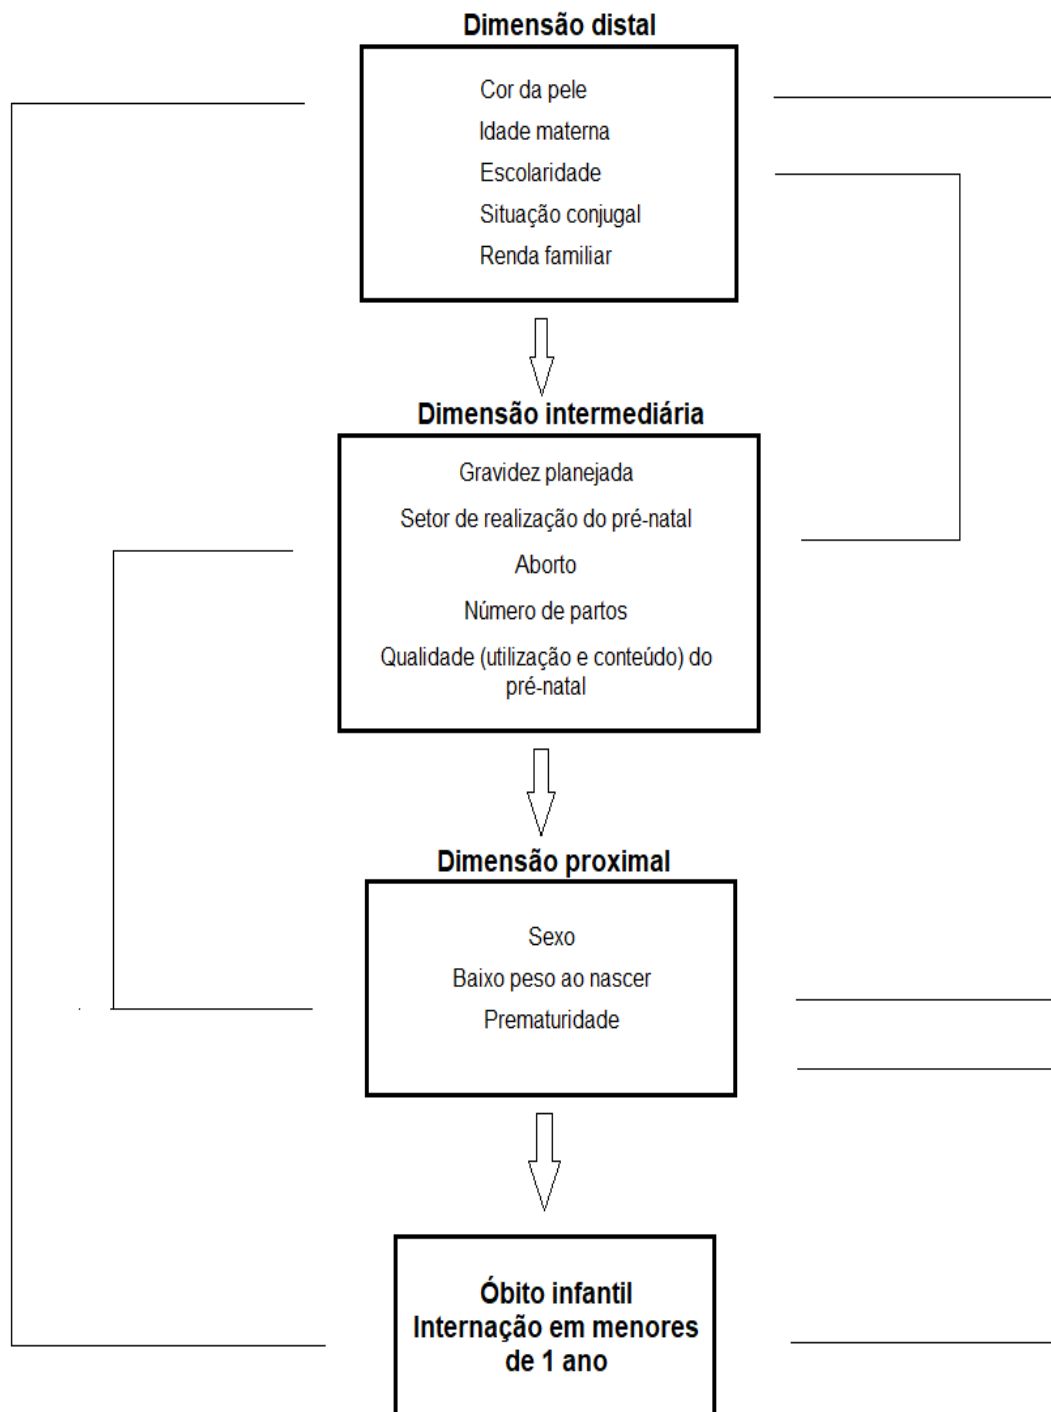 Dimensão distal
Cor da pele
Idade materna
Escolaridade
Situação conjugal
Renda familiar
Dimensão intermediária
Gravidez planejada
Setor de realização do pré-natal
Aborto
Número de partos
Qualidade (utilização e conteúdo) do
pré-natal
Dimensão proximal
Sexo
Baixo peso ao nascer
Prematuridade
Óbito infantil
Internação em menores
de 1 ano